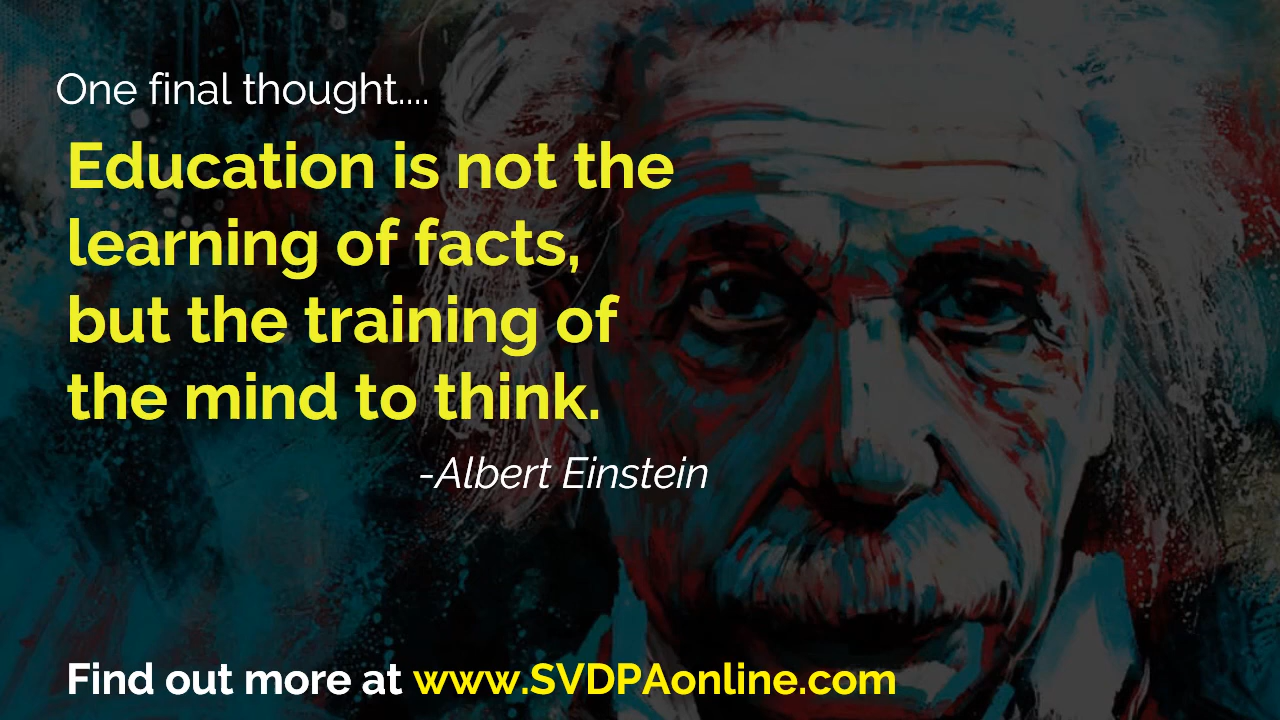 One final thought....
Education is not the
learning of facts,
but the training of
the mind to think.
-Albert Einstein
Find out more at www.SVDPAonline.com